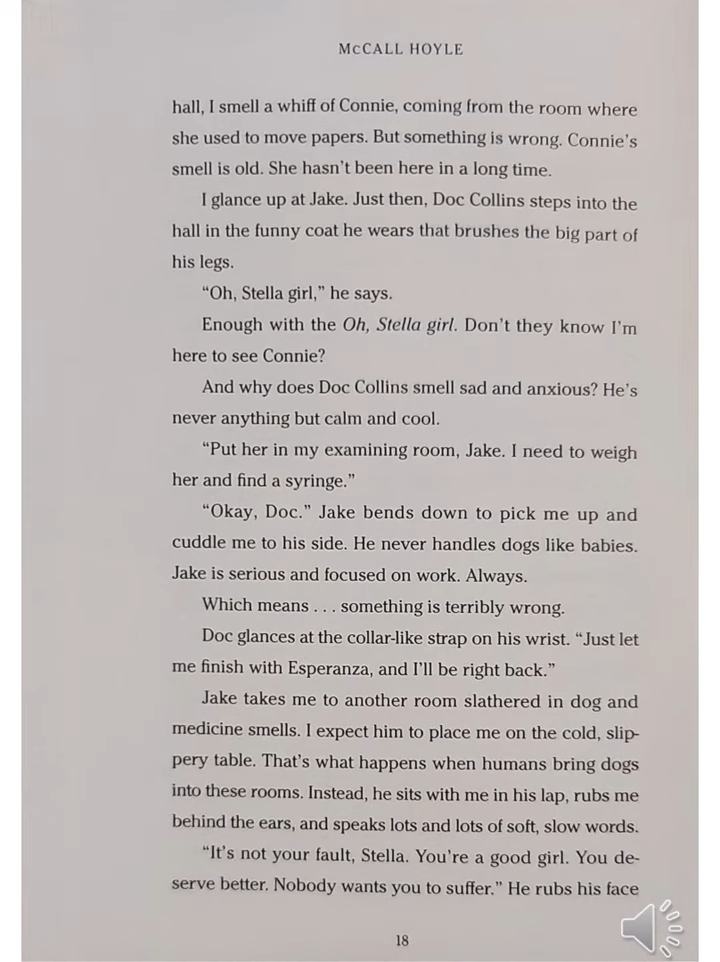 McCALL HOYLE
hall, I smell a whiff of Connie, coming from the room where
she used to move papers. But something is wrong. Connie's
smell is old. She hasn't been here in a long time.
I glance up at Jake. Just then, Doc Collins steps into the
hall in the funny coat he wears that brushes the big part of
his legs.
“Oh, Stella girl,” he says.
Enough with the Oh, Stella girl. Don't they know I'm
here to see Connie?
And why does Doc Collins smell sad and anxious? He's
never anything but calm and cool.
“Put her in my examining room, Jake. I need to weigh
her and find a syringe.”
“Okay, Doc.” Jake bends down to pick me up and
cuddle me to his side. He never handles dogs like babies.
Jake is serious and focused on work. Always.
Which means . . . something is terribly wrong.
Doc glances at the collar-like strap on his wrist. “Just let
me finish with Esperanza, and I'll be right back.”
Jake takes me to another room slathered in dog and
medicine smells. I expect him to place me on the cold, slip-
pery table. That's what happens when humans bring dogs
into these rooms. Instead, he sits with me in his lap, rubs me
behind the ears, and speaks lots and lots of soft, slow words.
“It's not your fault, Stella. You're a good girl. You de-
serve better. Nobody wants you to suffer.” He rubs his face
18